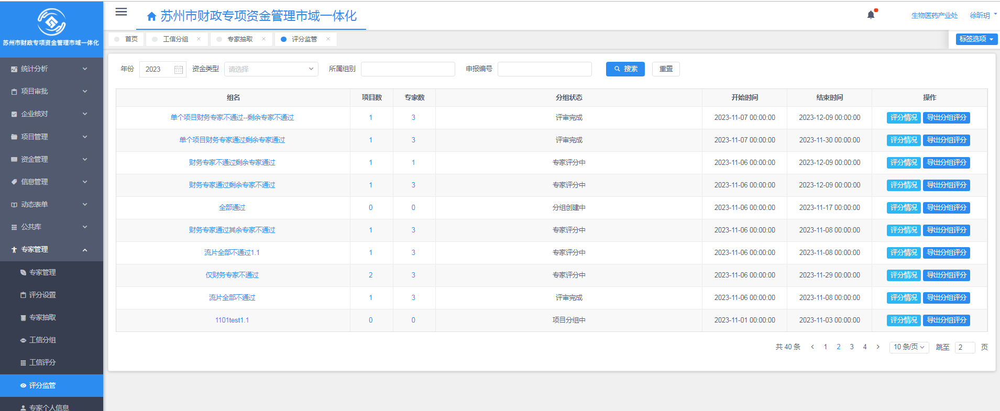 苏州市财政专项资金管理市域一体化
生物医药产业处 徐昕玥
苏州市财政专项资金管理市域一体化
首页 工信分组 × 专家抽取 × 评分监管 × 标签选项
年份 2023 资金类型 请选择 所属组别 申报编号 搜索 重置
统计分析
项目审批
企业核对
项目管理
资金管理
信息管理
动态表单
公共库
专家管理
专家管理
评分设置
专家抽取
工信分组
工信评分
评分监管
专家个人信息
组名 项目数 专家数 分组状态 开始时间 结束时间 操作
单个项目财务专家不通过--剩余专家不通过 1 3 评审完成 2023-11-07 00:00:00 2023-12-09 00:00:00 评分情况 导出分组评分
单个项目财务专家通过剩余专家通过 1 3 评审完成 2023-11-07 00:00:00 2023-11-30 00:00:00 评分情况 导出分组评分
财务专家不通过剩余专家通过 1 1 专家评分中 2023-11-06 00:00:00 2023-12-09 00:00:00 评分情况 导出分组评分
财务专家通过剩余专家不通过 1 3 专家评分中 2023-11-06 00:00:00 2023-12-09 00:00:00 评分情况 导出分组评分
全部通过 0 0 分组创建中 2023-11-06 00:00:00 2023-11-17 00:00:00 评分情况 导出分组评分
财务专家通过其余专家不通过 1 3 专家评分中 2023-11-06 00:00:00 2023-11-08 00:00:00 评分情况 导出分组评分
流片全部不通过1.1 1 3 专家评分中 2023-11-06 00:00:00 2023-11-08 00:00:00 评分情况 导出分组评分
仅财务专家不通过 2 3 专家评分中 2023-11-06 00:00:00 2023-11-29 00:00:00 评分情况 导出分组评分
流片全部不通过 1 3 评审完成 2023-11-06 00:00:00 2023-11-08 00:00:00 评分情况 导出分组评分
1101test1.1 0 0 项目分组中 2023-11-01 00:00:00 2023-11-03 00:00:00 评分情况 导出分组评分
共 40 条 < 1 2 3 4 > 10 条/页 跳至 2 页